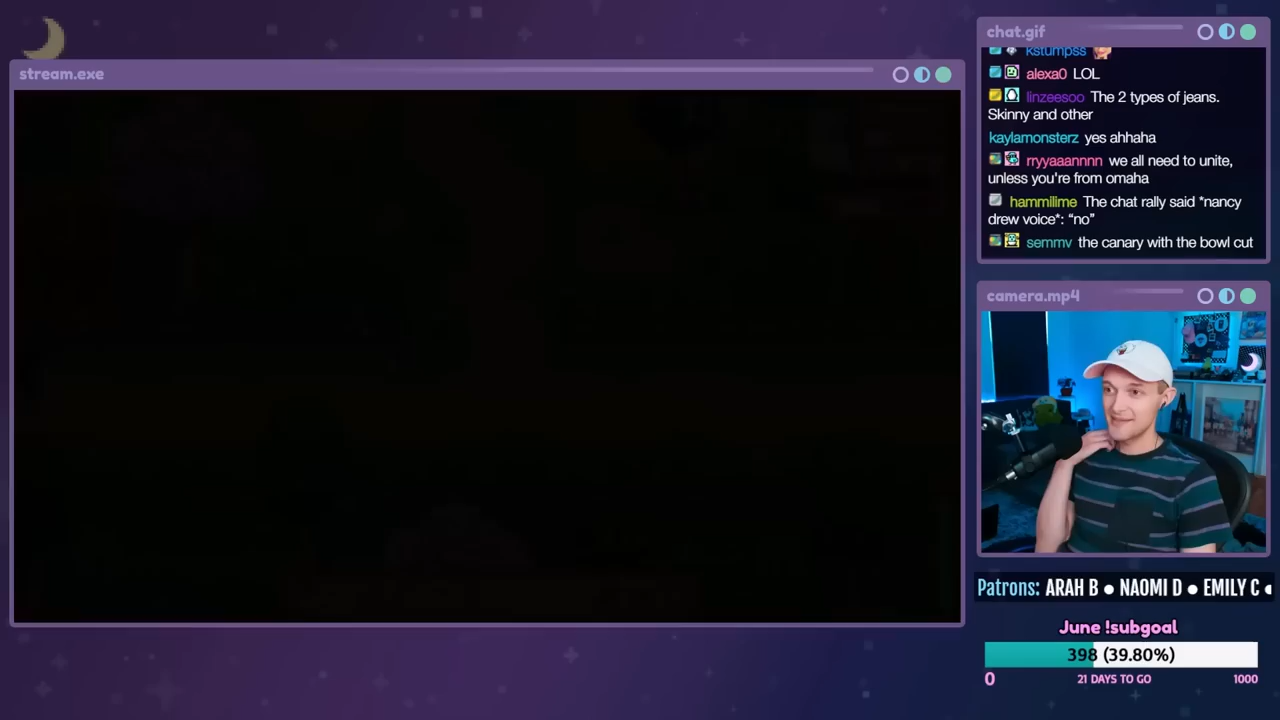 stream.exe
chat.gif
kstumpss
alexa0 LOL
linzeesoo The 2 types of jeans.
Skinny and other
kaylamonsterz yes ahhaha
rryyaaannnn we all need to unite,
unless you're from omaha
hammilime The chat rally said *nancy
drew voice*: “no”
semmv the canary with the bowl cut
camera.mp4
Patrons: ARAH B ● NAOMI D ● EMILY C
June !subgoal
398 (39.80%)
0 21 DAYS TO GO 1000